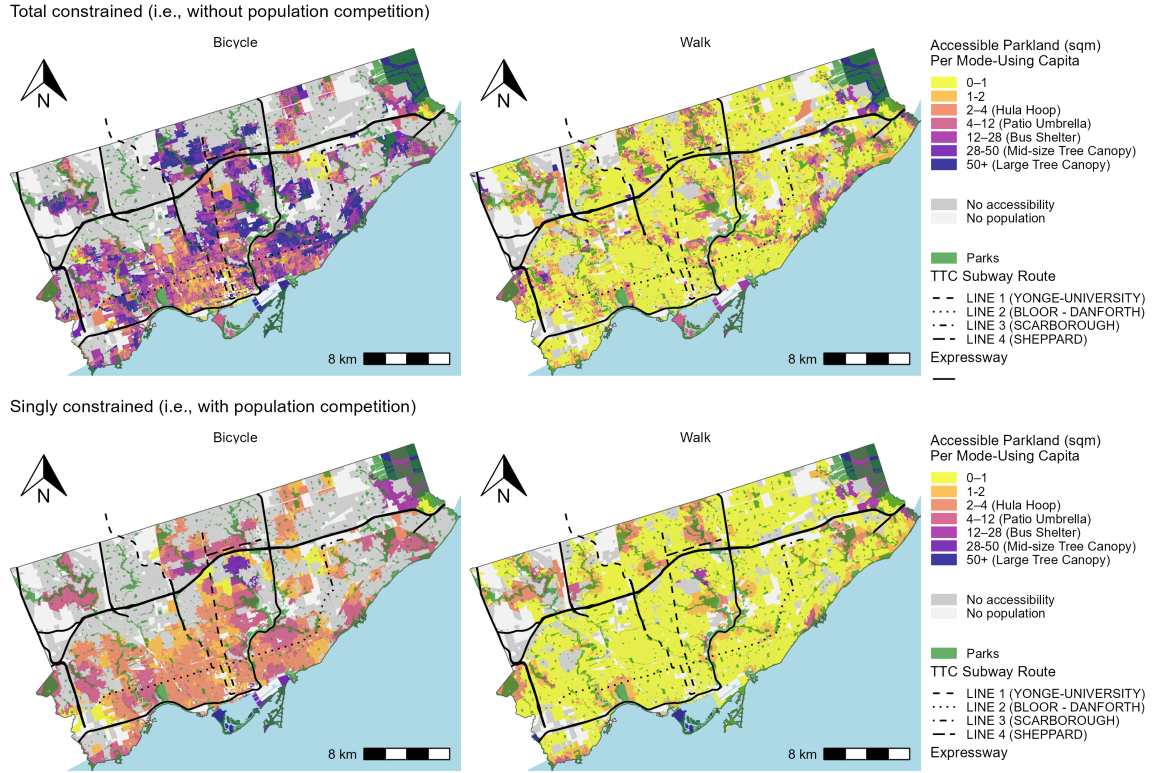 Total constrained (i.e., without population competition)
Bicycle
Walk
N
N
8 km
8 km
Accessible Parkland (sqm)
Per Mode-Using Capita
0–1
1-2
2–4 (Hula Hoop)
4–12 (Patio Umbrella)
12–28 (Bus Shelter)
28-50 (Mid-size Tree Canopy)
50+ (Large Tree Canopy)
No accessibility
No population
Parks
TTC Subway Route
LINE 1 (YONGE-UNIVERSITY)
LINE 2 (BLOOR - DANFORTH)
LINE 3 (SCARBOROUGH)
LINE 4 (SHEPPARD)
Expressway
Singly constrained (i.e., with population competition)
Bicycle
Walk
N
N
8 km
8 km
Accessible Parkland (sqm)
Per Mode-Using Capita
0–1
1-2
2–4 (Hula Hoop)
4–12 (Patio Umbrella)
12–28 (Bus Shelter)
28-50 (Mid-size Tree Canopy)
50+ (Large Tree Canopy)
No accessibility
No population
Parks
TTC Subway Route
LINE 1 (YONGE-UNIVERSITY)
LINE 2 (BLOOR - DANFORTH)
LINE 3 (SCARBOROUGH)
LINE 4 (SHEPPARD)
Expressway